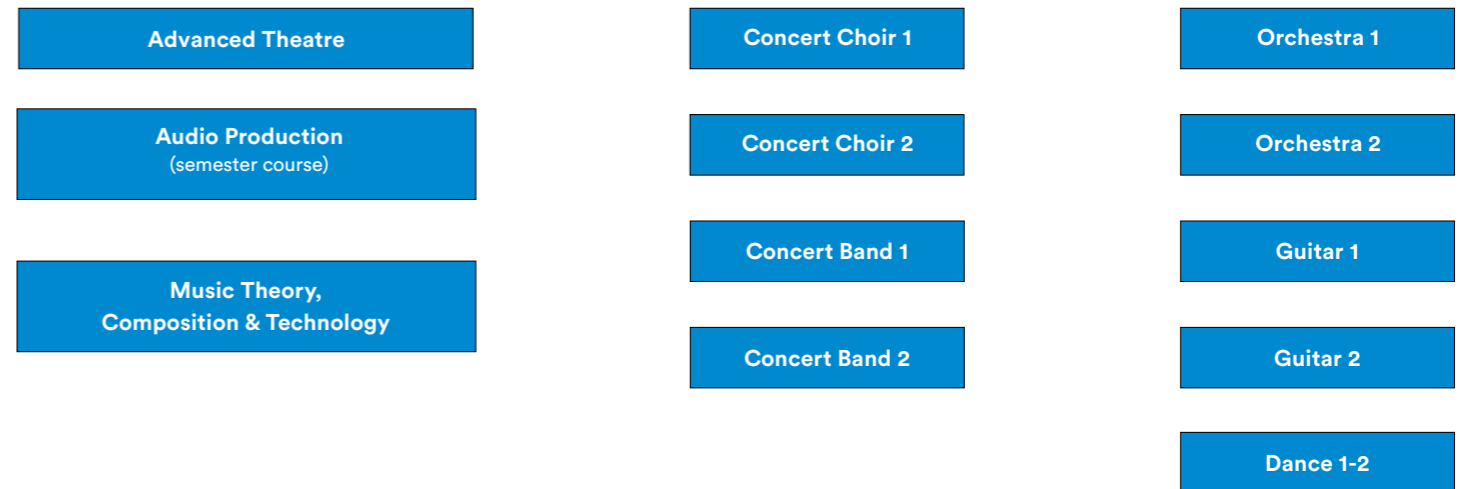 Advanced Theatre
Audio Production
(semester course)
Music Theory,
Composition & Technology
Concert Choir 1
Concert Choir 2
Concert Band 1
Concert Band 2
Orchestra 1
Orchestra 2
Guitar 1
Guitar 2
Dance 1-2